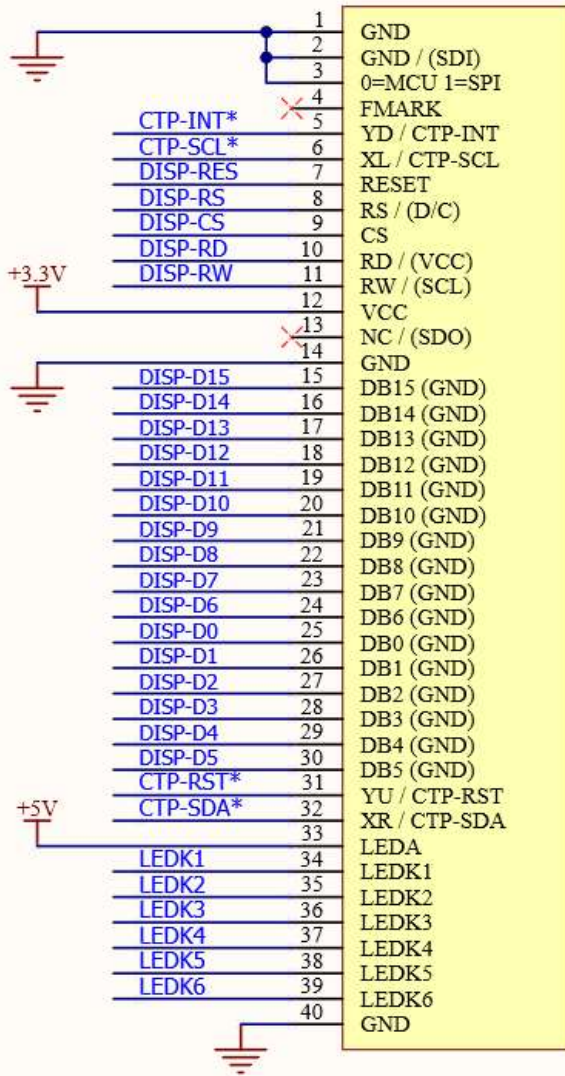 1 GND
2 GND / (SDI)
3 0=MCU 1=SPI
4 FMARK
CTP-INT* 5 YD / CTP-INT
CTP-SCL* 6 XL / CTP-SCL
DISP-RES 7 RESET
DISP-RS 8 RS / (D/C)
DISP-CS 9 CS
DISP-RD 10 RD / (VCC)
+3.3V DISP-RW 11 RW / (SCL)
12 VCC
13 NC / (SDO)
14 GND
DISP-D15 15 DB15 (GND)
DISP-D14 16 DB14 (GND)
DISP-D13 17 DB13 (GND)
DISP-D12 18 DB12 (GND)
DISP-D11 19 DB11 (GND)
DISP-D10 20 DB10 (GND)
DISP-D9 21 DB9 (GND)
DISP-D8 22 DB8 (GND)
DISP-D7 23 DB7 (GND)
DISP-D6 24 DB6 (GND)
DISP-D0 25 DB0 (GND)
DISP-D1 26 DB1 (GND)
DISP-D2 27 DB2 (GND)
DISP-D3 28 DB3 (GND)
DISP-D4 29 DB4 (GND)
DISP-D5 30 DB5 (GND)
CTP-RST* 31 YU / CTP-RST
+5V CTP-SDA* 32 XR / CTP-SDA
33 LEDA
LEDK1 34 LEDK1
LEDK2 35 LEDK2
LEDK3 36 LEDK3
LEDK4 37 LEDK4
LEDK5 38 LEDK5
LEDK6 39 LEDK6
40 GND